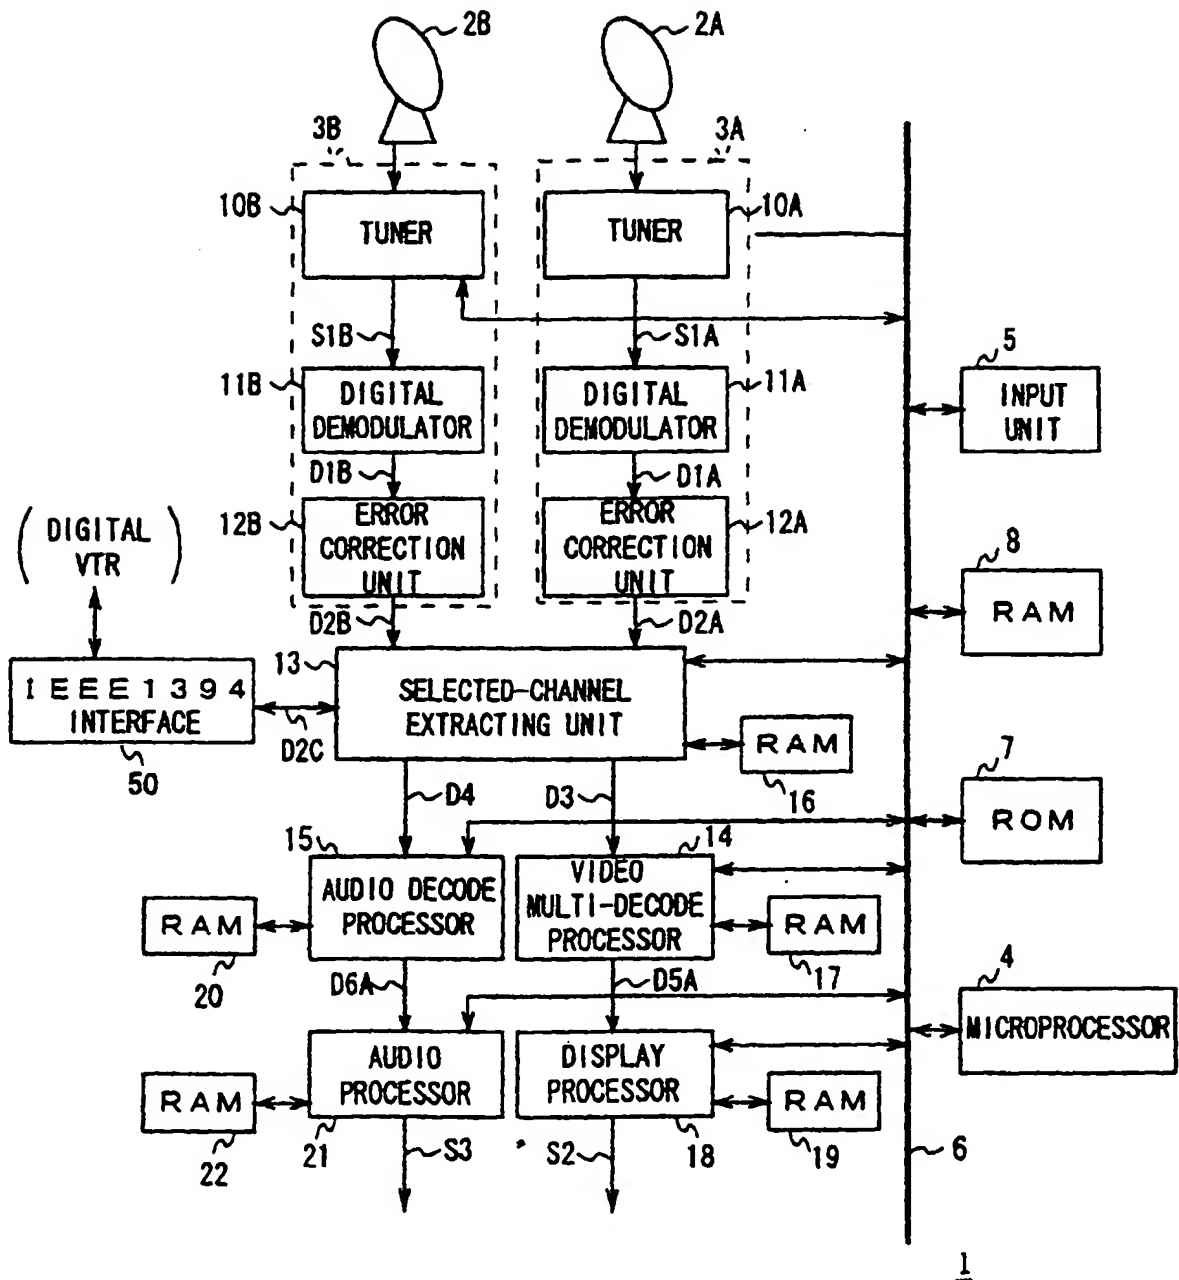 2B
2A
3B
3A
10B
TUNER
TUNER
10A
S1B
S1A
11B
DIGITAL
DEMODULATOR
DIGITAL
DEMODULATOR
11A
5
INPUT
UNIT
D1B
D1A
12B
ERROR
CORRECTION
UNIT
ERROR
CORRECTION
UNIT
12A
(DIGITAL
VTR)
8
RAM
D2B
D2A
13
SELECTED-CHANNEL
EXTRACTING UNIT
IEEE1394
INTERFACE
50
D2C
RAM
16
D4
D3
7
ROM
15
AUDIO DECODE
PROCESSOR
14
VIDEO
MULTI-DECODE
PROCESSOR
RAM
20
RAM
17
D6A
D5A
4
MICROPROCESSOR
AUDIO
PROCESSOR
21
DISPLAY
PROCESSOR
18
RAM
22
RAM
19
S3
S2
6
1